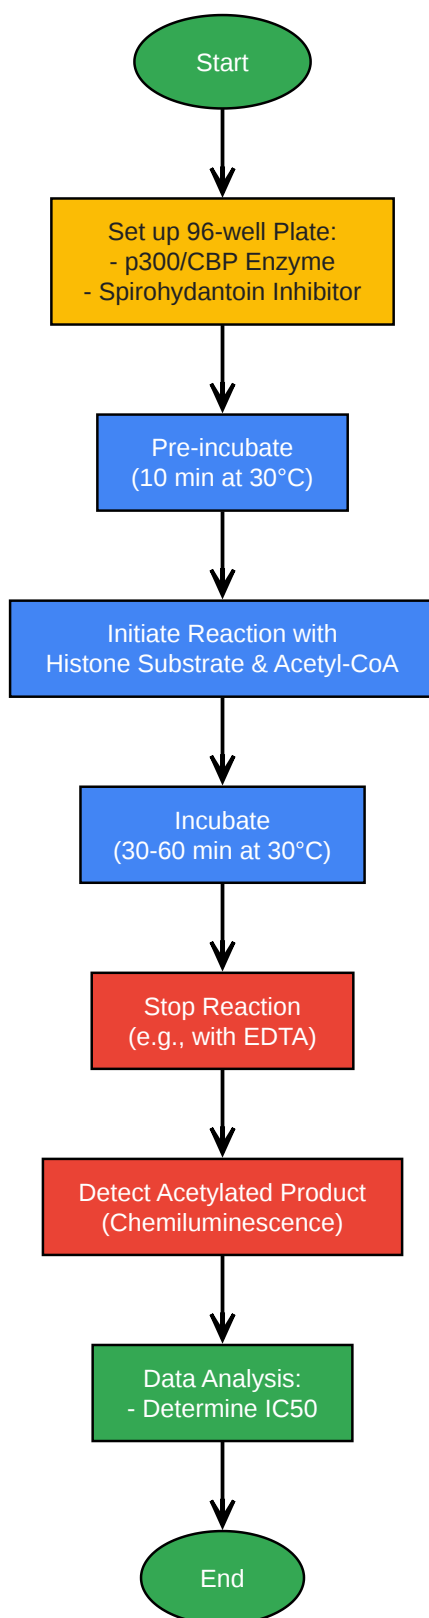 Start
Set up 96-well Plate:
- p300/CBP Enzyme
- Spirohydantoin Inhibitor
Pre-incubate
(10 min at 30°C)
Initiate Reaction with
Histone Substrate & Acetyl-CoA
Incubate
(30-60 min at 30°C)
Stop Reaction
(e.g., with EDTA)
Detect Acetylated Product
(Chemiluminescence)
Data Analysis:
- Determine IC50
End